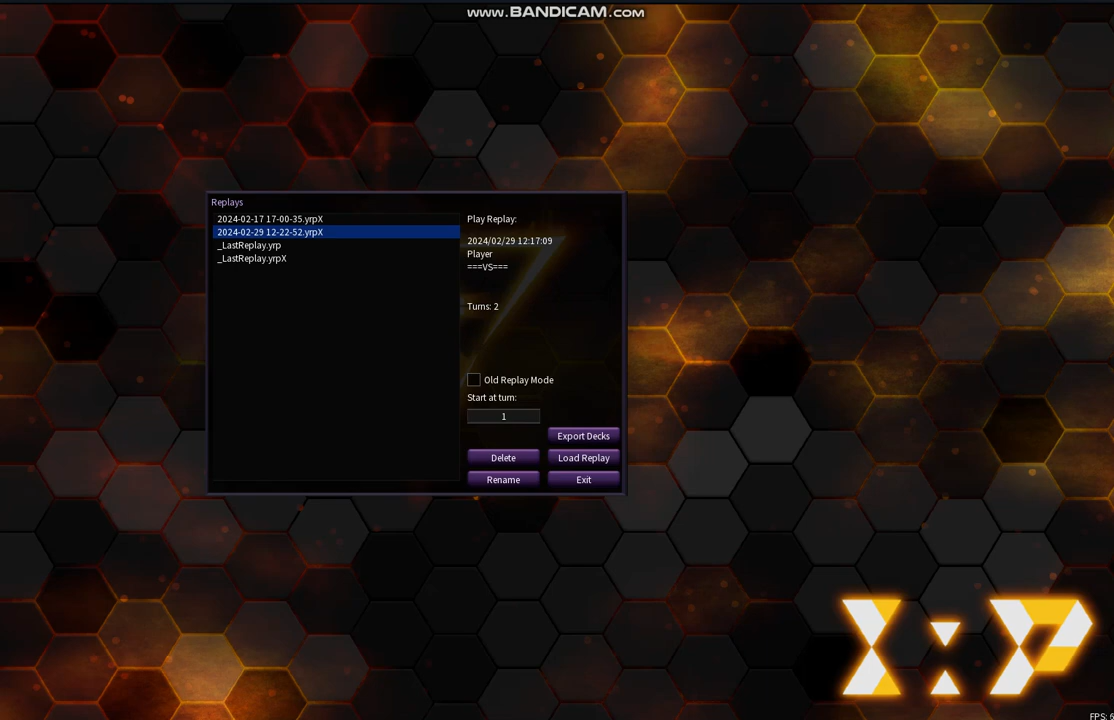 www.BANDICAM.com
Replays
2024-02-17 17-00-35.yrpX
2024-02-29 12-22-52.yrpX
_LastReplay.yrp
_LastReplay.yrpX
Play Replay:
2024/02/29 12:17:09
Player
===VS===
Turns: 2
Old Replay Mode
Start at turn:
1
Export Decks
Delete
Load Replay
Rename
Exit
X:P
FPS: